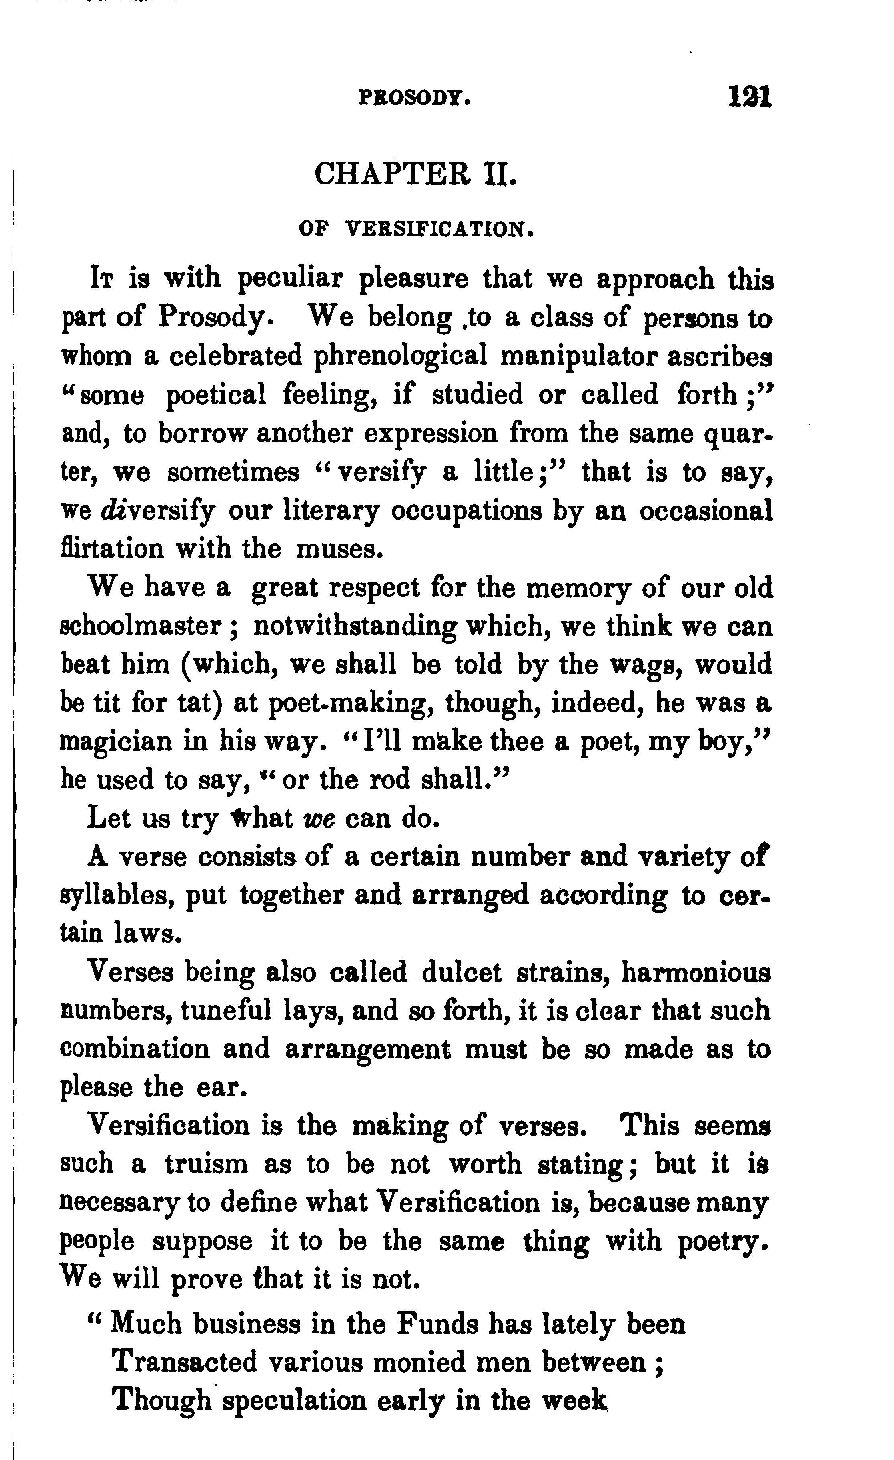 PROSODY. 121
CHAPTER II.
OF VERSIFICATION.
IT is with peculiar pleasure that we approach this
part of Prosody. We belong to a class of persons to
whom a celebrated phrenological manipulator ascribes
"some poetical feeling, if studied or called forth;"
and, to borrow another expression from the same quar-
ter, we sometimes "versify a little;" that is to say,
we diversify our literary occupations by an occasional
flirtation with the muses.
We have a great respect for the memory of our old
schoolmaster; notwithstanding which, we think we can
beat him (which, we shall be told by the wags, would
be tit for tat) at poet-making, though, indeed, he was a
magician in his way. "I'll make thee a poet, my boy,"
he used to say, "or the rod shall."
Let us try what we can do.
A verse consists of a certain number and variety of
syllables, put together and arranged according to cer-
tain laws.
Verses being also called dulcet strains, harmonious
numbers, tuneful lays, and so forth, it is clear that such
combination and arrangement must be so made as to
please the ear.
Versification is the making of verses. This seems
such a truism as to be not worth stating; but it is
necessary to define what Versification is, because many
people suppose it to be the same thing with poetry.
We will prove that it is not.
"Much business in the Funds has lately been
Transacted various monied men between;
Though speculation early in the week